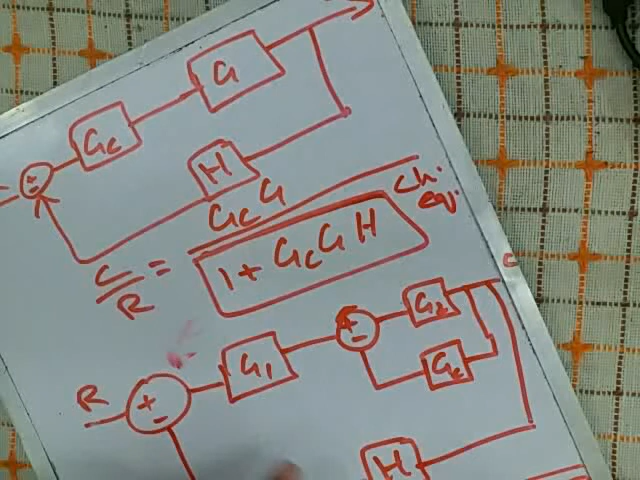 G
Gc
+
-
H
GcG
C/R = 1 + GcGH
ch. eq.
C
G2
+
-
G1
Gc
R
+
-
H